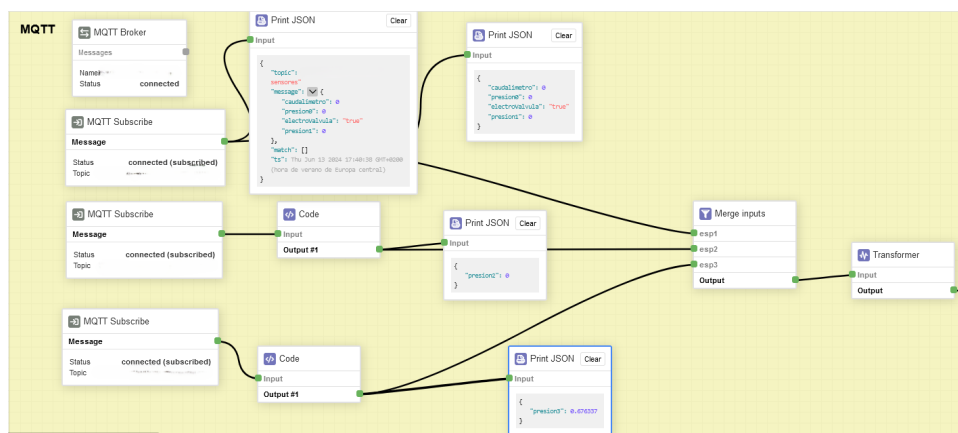 MQTT
MQTT Broker
Messages
Name
Status connected
MQTT Subscribe
Message
Status connected (subscribed)
Topic
MQTT Subscribe
Message
Status connected (subscribed)
Topic
MQTT Subscribe
Message
Status connected (subscribed)
Topic
Print JSON Clear
Input
{
"topic":
sensores"
"message": {
"caudalimetro": 0
"presion0": 0
"electroValvula": "true"
"presion1": 0
},
"match": []
"ts": Thu Jun 13 2024 17:40:38 GMT+0200
(hora de verano de Europa central)
}
Print JSON Clear
Input
{
"caudalimetro": 0
"presion0": 0
"electroValvula": "true"
"presion1": 0
}
Code
Input
Output #1
Print JSON Clear
Input
{
"presion2": 0
}
Code
Input
Output #1
Print JSON Clear
Input
{
"presion3": 0.676337
}
Merge inputs
esp1
esp2
esp3
Output
Transformer
Input
Output